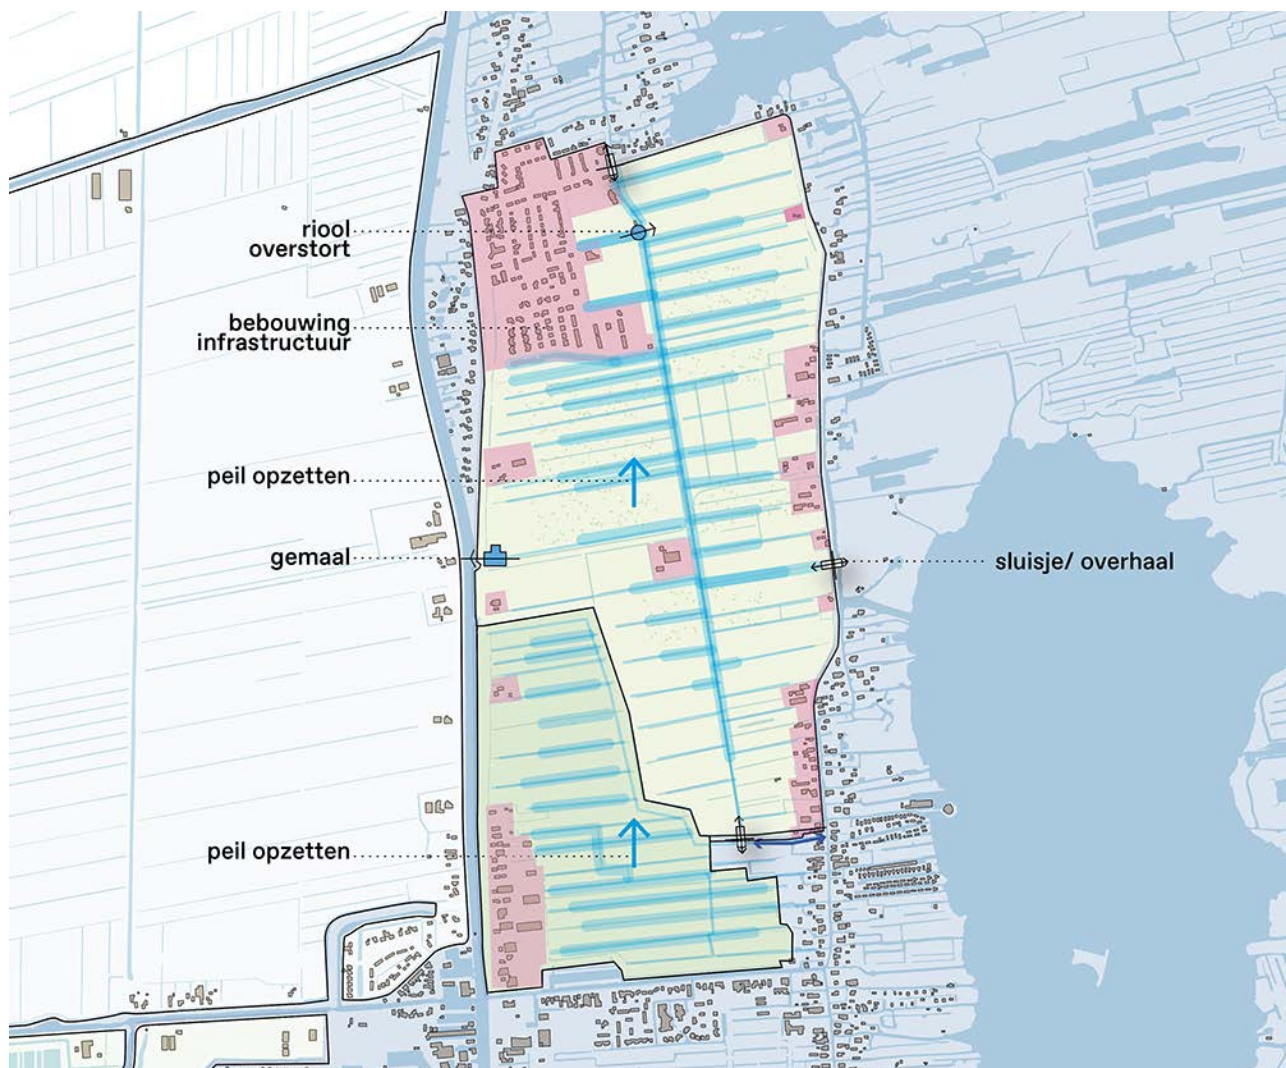 riool
overstort
bebouwing
infrastructuur
peil opzetten
gemaal
sluisje/ overhaal
peil opzetten